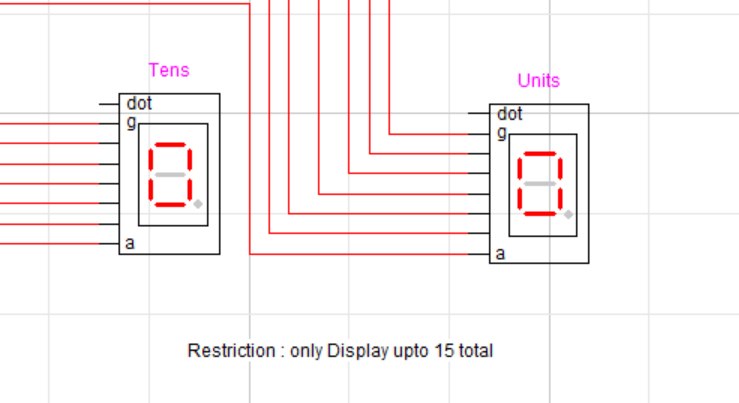 Tens
Units
dot
g
a
dot
g
a
Restriction : only Display upto 15 total